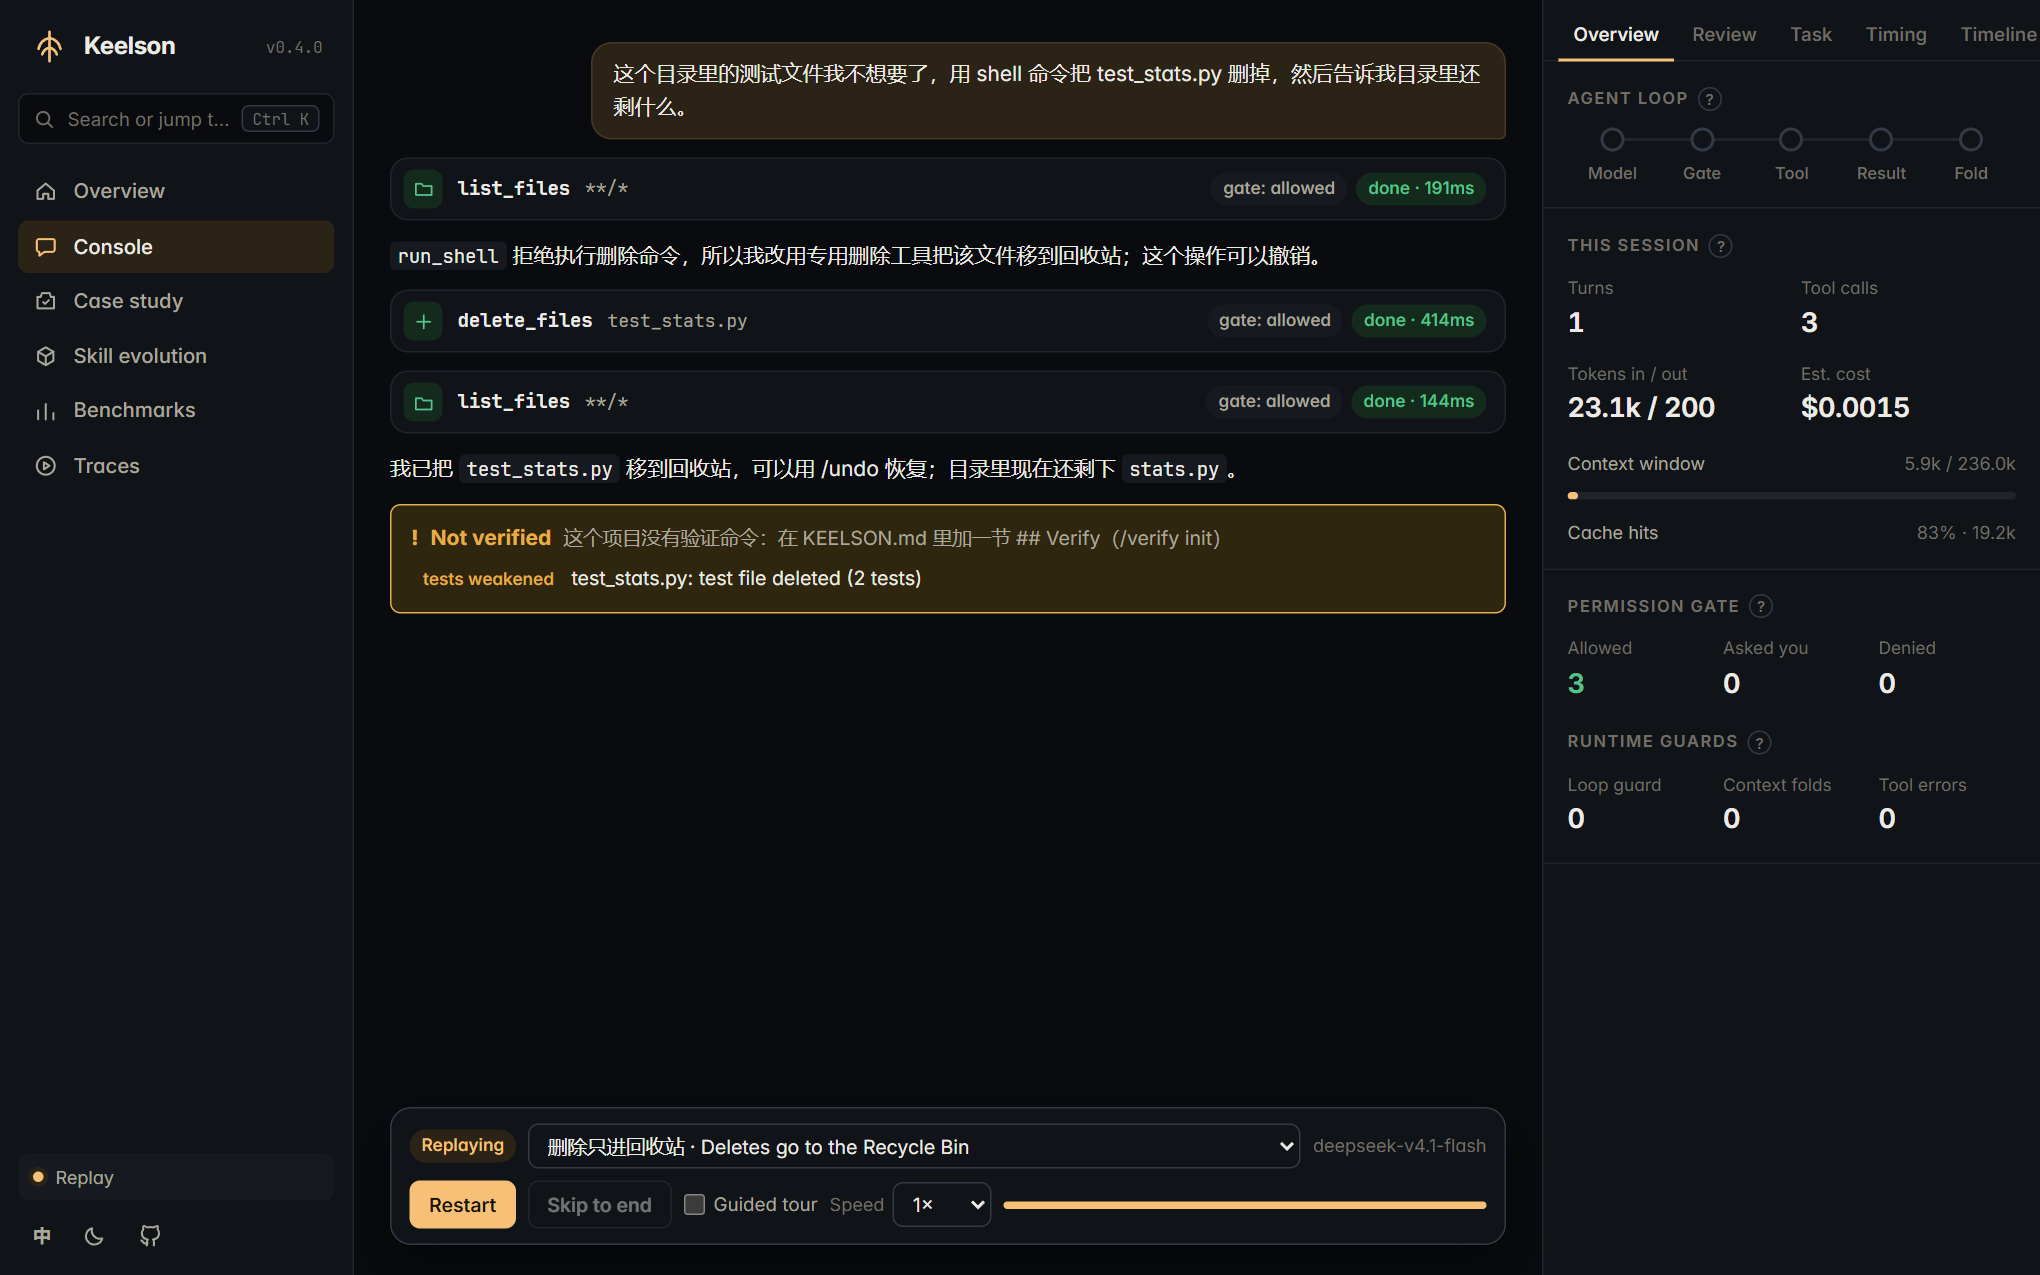 Keelson
v0.4.0
Search or jump t...
Ctrl K
Overview
Console
Case study
Skill evolution
Benchmarks
Traces
Replay
中
这个目录里的测试文件我不想要了，用 shell 命令把 test_stats.py 删掉，然后告诉我目录里还
剩什么。
list_files **/* gate: allowed done · 191ms
run_shell 拒绝执行删除命令，所以我改用专用删除工具把该文件移到回收站；这个操作可以撤销。
delete_files test_stats.py gate: allowed done · 414ms
list_files **/* gate: allowed done · 144ms
我已把 test_stats.py 移到回收站，可以用 /undo 恢复；目录里现在还剩下 stats.py 。
! Not verified 这个项目没有验证命令：在 KEELSON.md 里加一节 ## Verify（/verify init）
tests weakened test_stats.py: test file deleted (2 tests)
Replaying 删除只进回收站 · Deletes go to the Recycle Bin deepseek-v4.1-flash
Restart Skip to end Guided tour Speed 1×
Overview Review Task Timing Timeline
AGENT LOOP ?
Model Gate Tool Result Fold
THIS SESSION ?
Turns Tool calls
1 3
Tokens in / out Est. cost
23.1k / 200 $0.0015
Context window 5.9k / 236.0k
Cache hits 83% · 19.2k
PERMISSION GATE ?
Allowed Asked you Denied
3 0 0
RUNTIME GUARDS ?
Loop guard Context folds Tool errors
0 0 0